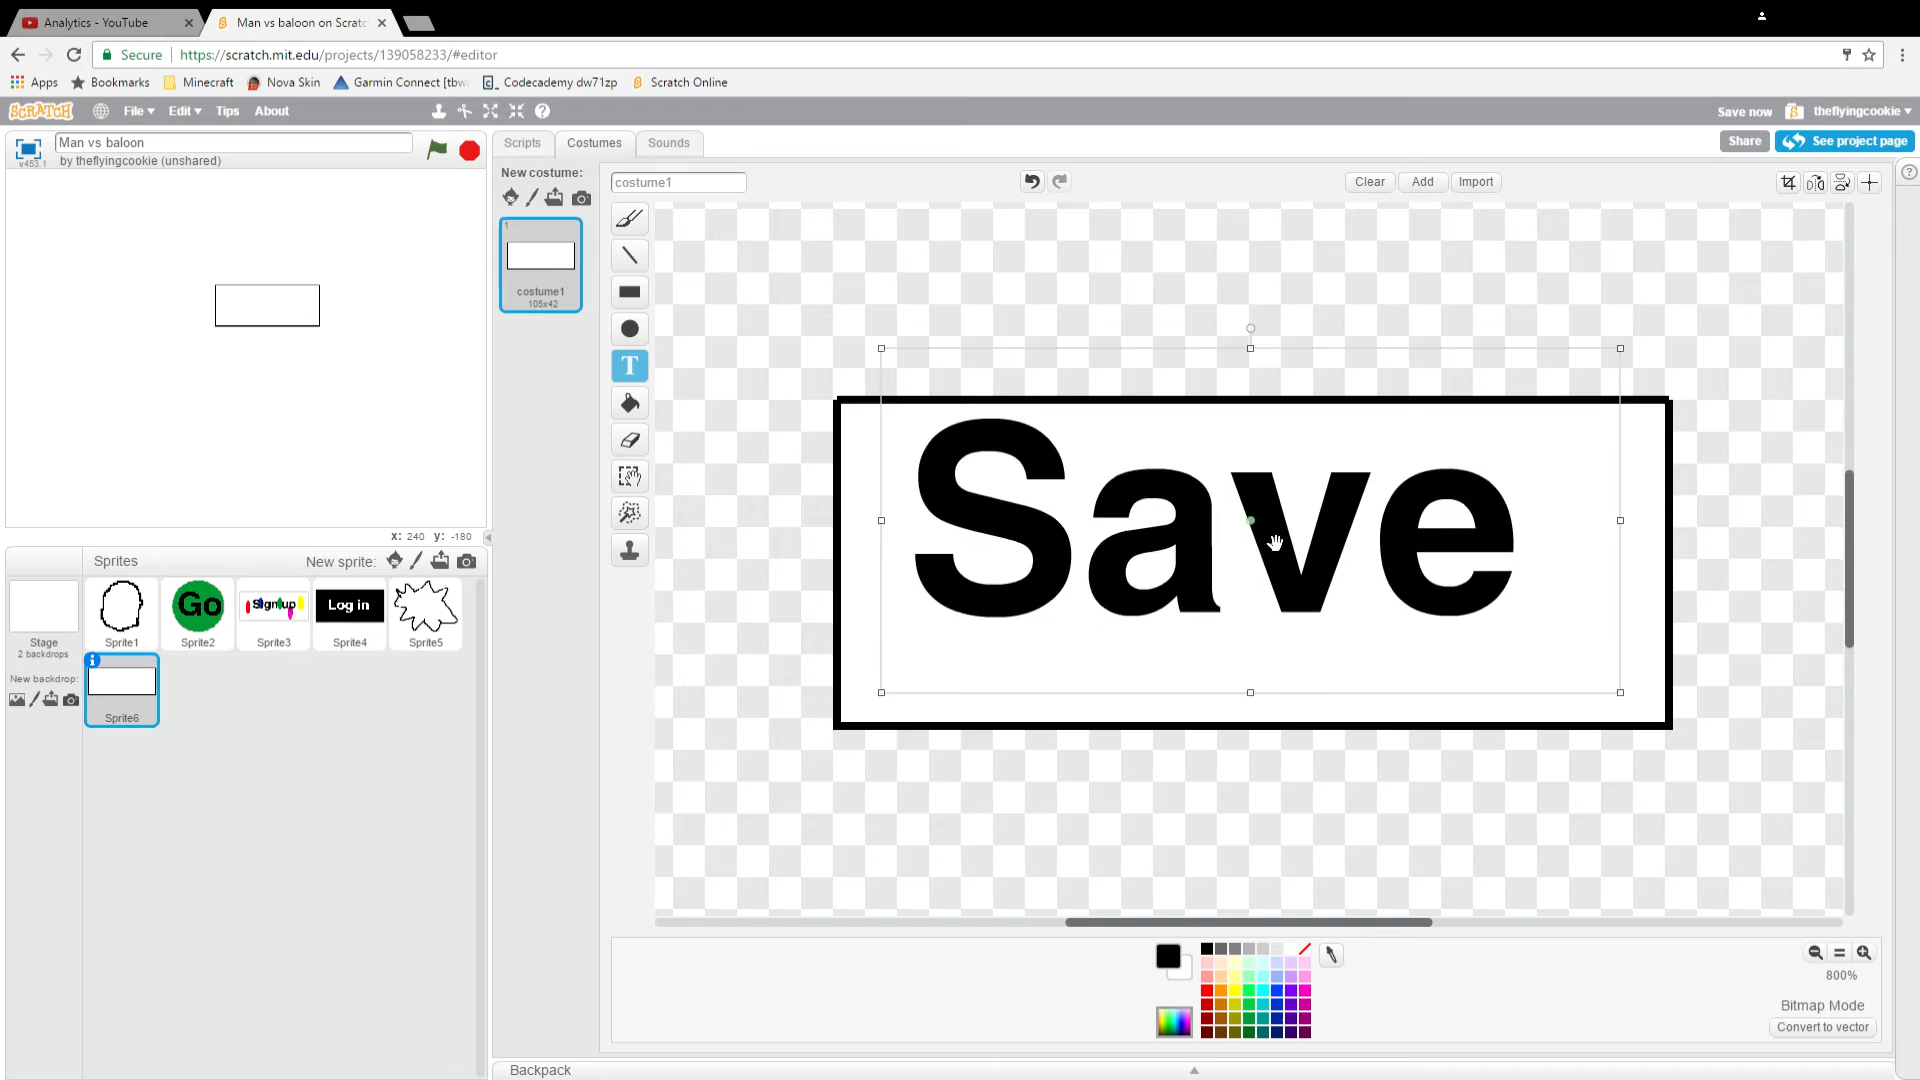 Analytics - YouTube
Man vs baloon on Scratc
Secure
https://scratch.mit.edu/projects/139058233/#editor
Apps
Bookmarks
Minecraft
Nova Skin
Garmin Connect [tbw
Codecademy dw71zp
Scratch Online
SCRATCH
File
Edit
Tips
About
Save now
theflyingcookie
Man vs baloon
v453.1
by theflyingcookie (unshared)
Scripts
Costumes
Sounds
Share
See project page
New costume:
costume1
Clear
Add
Import
1
costume1
105x42
T
Save
X: 240 y: -180
Sprites
New sprite:
Stage
2 backdrops
New backdrop:
Go
Sign up
Log in
Sprite1
Sprite2
Sprite3
Sprite4
Sprite5
Sprite6
800%
Bitmap Mode
Convert to vector
Backpack